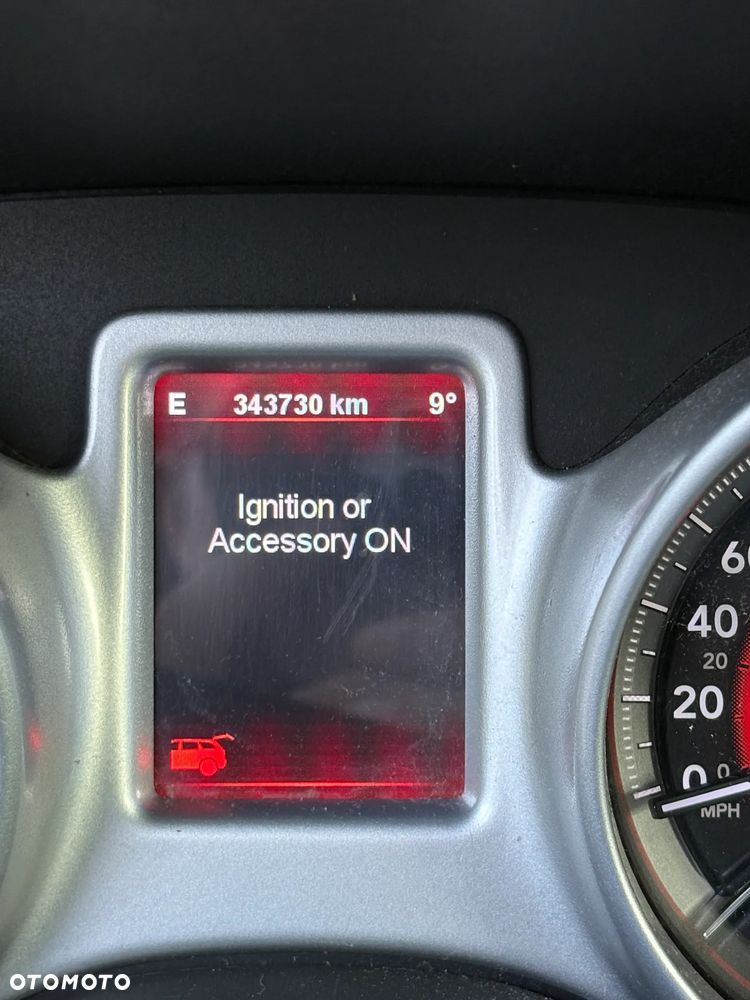 E 343730 km 9°
Ignition or
Accessory ON
60
40
20
20
0 0
MPH
OTOMOTO